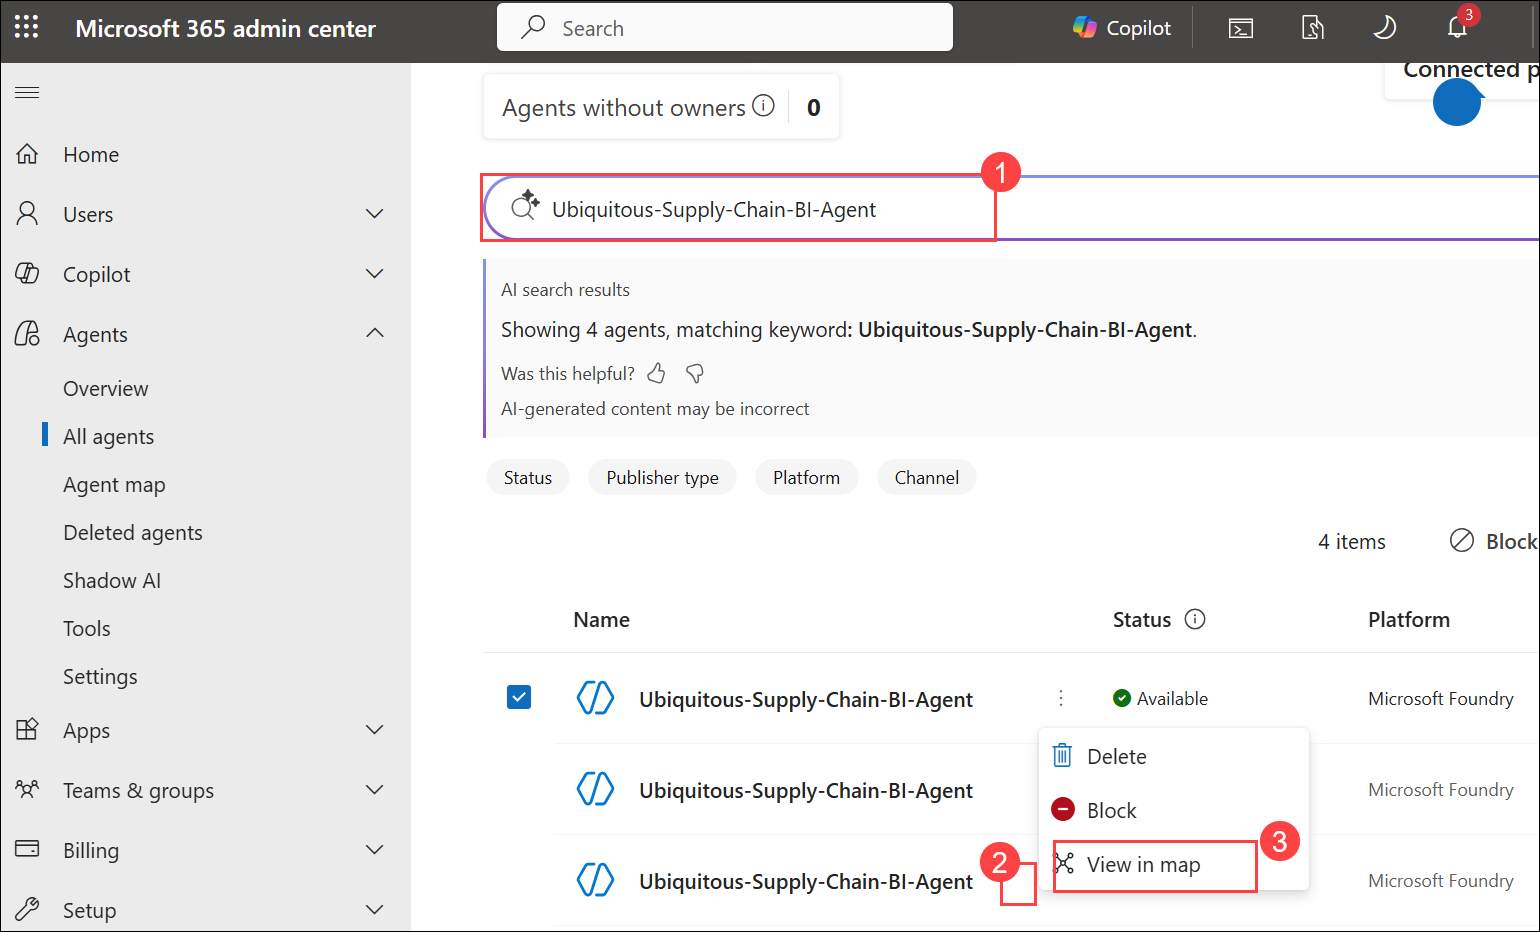 Microsoft 365 admin center
Search
Copilot
3
Home
Users
Copilot
Agents
Overview
All agents
Agent map
Deleted agents
Shadow AI
Tools
Settings
Apps
Teams & groups
Billing
Setup
Connected p
Agents without owners 0
1
Ubiquitous-Supply-Chain-BI-Agent
AI search results
Showing 4 agents, matching keyword: Ubiquitous-Supply-Chain-BI-Agent.
Was this helpful?
AI-generated content may be incorrect
Status Publisher type Platform Channel
4 items Block
Name Status Platform
Ubiquitous-Supply-Chain-BI-Agent Available Microsoft Foundry
Delete
Ubiquitous-Supply-Chain-BI-Agent Microsoft Foundry
Block
3
View in map
2
Ubiquitous-Supply-Chain-BI-Agent Microsoft Foundry